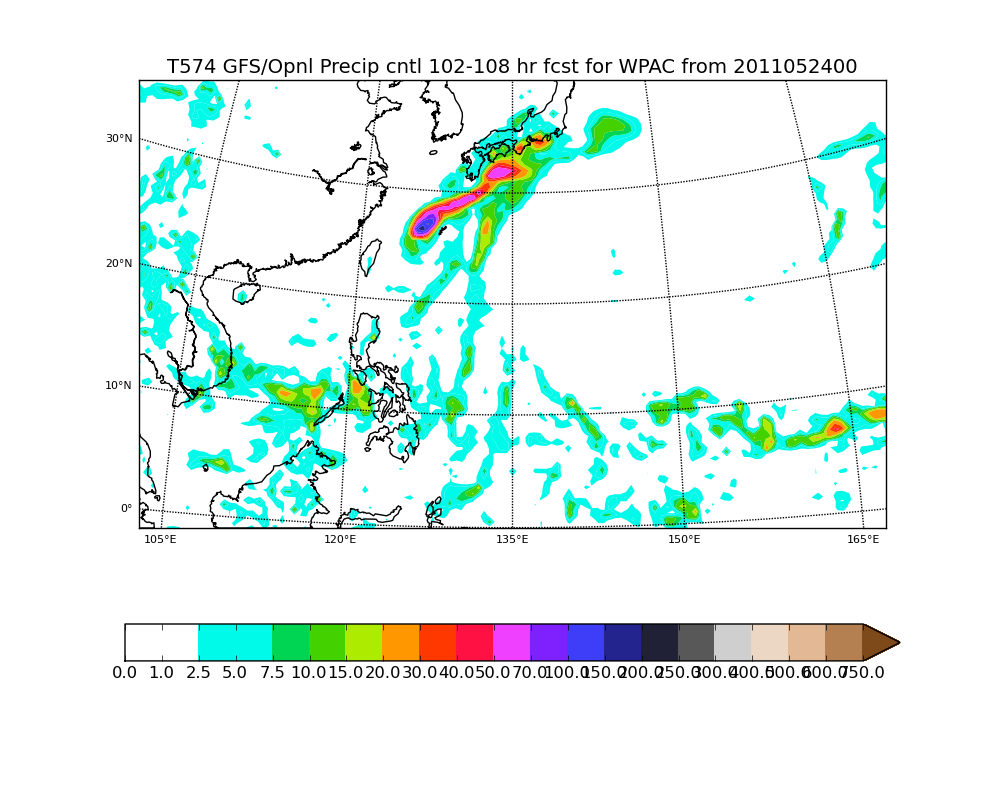 T574 GFS/Opnl Precip cntl 102-108 hr fcst for WPAC from 2011052400
30°N
20°N
10°N
0°
105°E 120°E 135°E 150°E 165°E
0.0 1.0 2.5 5.0 7.5 10.0 15.0 20.0 30.0 40.0 50.0 70.0 100.0 150.0 200.0 250.0 300.0 400.0 500.0 600.0 750.0